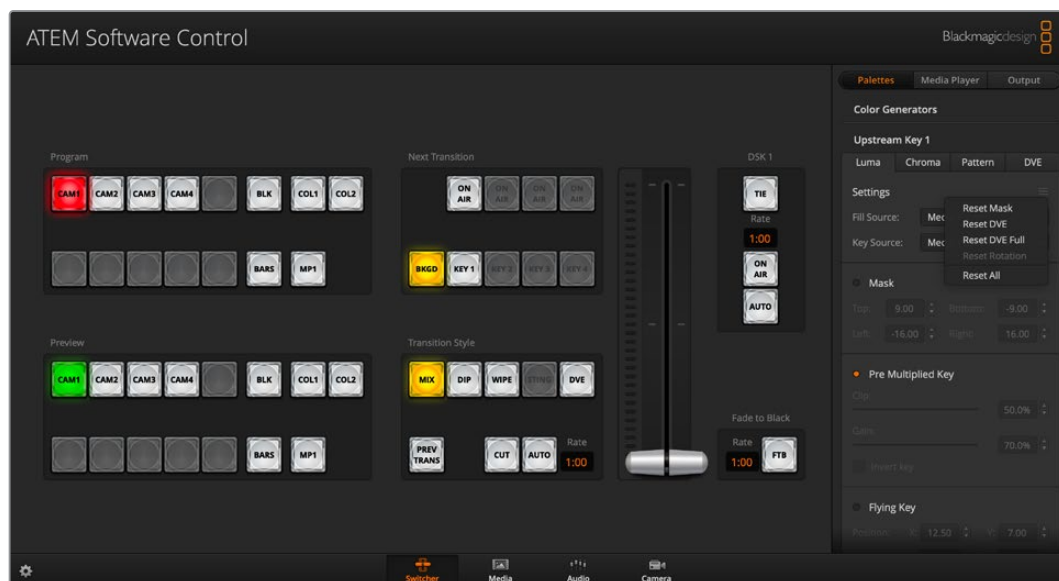 ATEM Software Control
Blackmagicdesign
Palettes Media Player Output
Color Generators
Upstream Key 1
Luma Chroma Pattern DVE
Settings
Fill Source: Med
Key Source: Med
Reset Mask
Reset DVE
Reset DVE Full
Reset Rotation
Reset All
Mask
Top: 9.00 Bottom: -9.00
Left: -16.00 Right: 16.00
Pre Multiplied Key
Clip:
50.0%
Gain:
70.0%
Invert key
Flying Key
Position: X: 12.50 Y: 7.00
Program
CAM1 CAM2 CAM3 CAM4 BLK COL1 COL2
BARS MP1
Next Transition
ON AIR ON AIR ON AIR ON AIR
BKGD KEY 1 KEY 2 KEY 3 KEY 4
DSK 1
TIE
Rate
1:00
ON AIR
AUTO
Preview
CAM1 CAM2 CAM3 CAM4 BLK COL1 COL2
BARS MP1
Transition Style
MIX DIP WIPE STING DVE
PREV TRANS CUT AUTO Rate 1:00
Fade to Black
Rate
1:00 FTB
Switcher Media Audio Camera